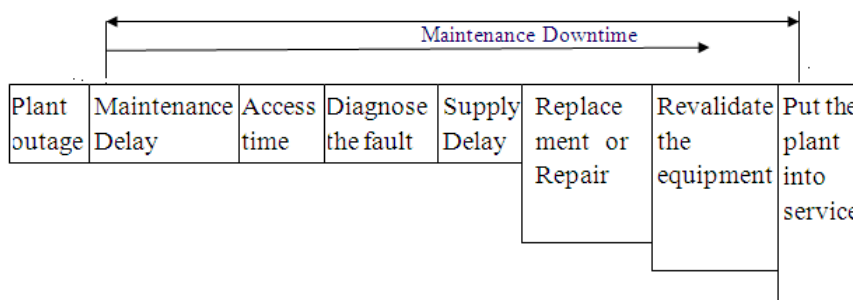 Maintenance Downtime
Plant
outage
Maintenance
Delay
Access
time
Diagnose
the fault
Supply
Delay
Replace
ment or
Repair
Revalidate
the
equipment
Put the
plant
into
service